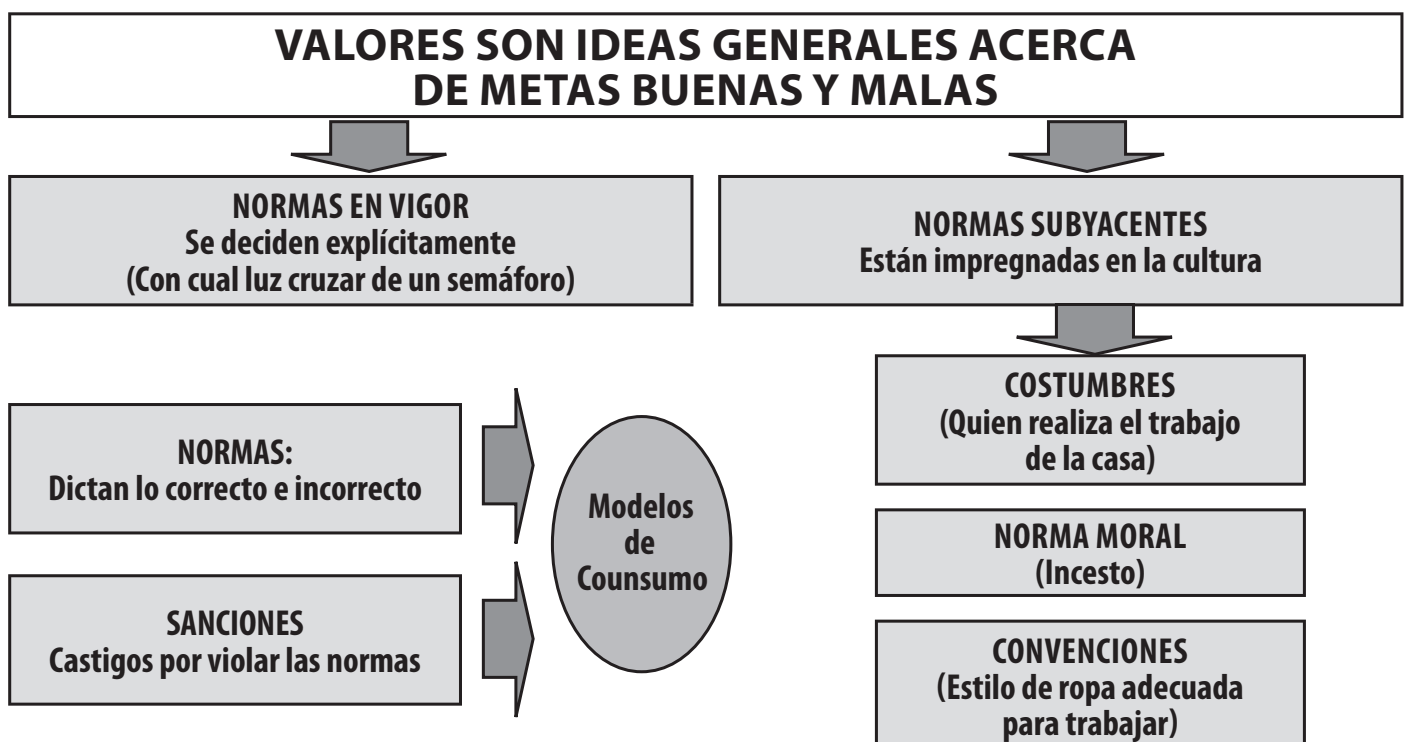 VALORES SON IDEAS GENERALES ACERCA
DE METAS BUENAS Y MALAS
NORMAS EN VIGOR
Se deciden explícitamente
(Con cual luz cruzar de un semáforo)
NORMAS SUBYACENTES
Están impregnadas en la cultura
COSTUMBRES
(Quien realiza el trabajo
de la casa)
NORMAS:
Dictan lo correcto e incorrecto
Modelos
de
Counsumo
NORMA MORAL
(Incesto)
SANCIONES
Castigos por violar las normas
CONVENCIONES
(Estilo de ropa adecuada
para trabajar)